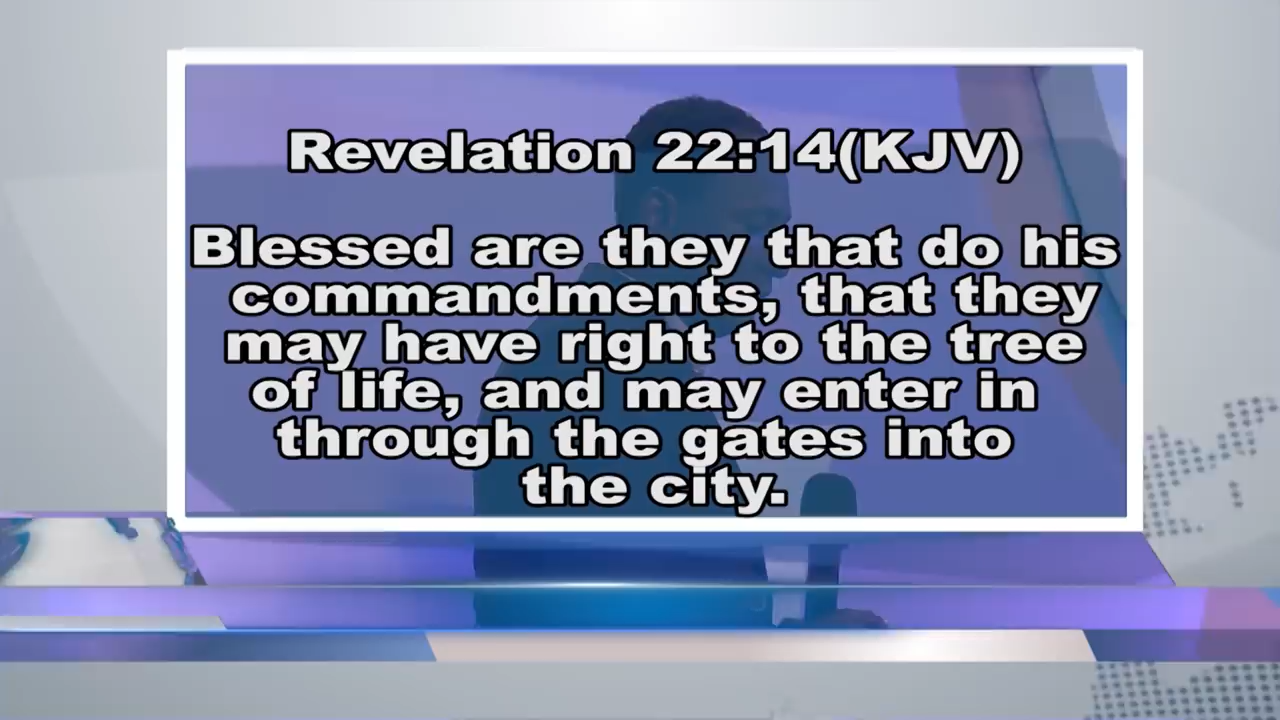 Revelation 22:14(KJV)
Blessed are they that do his
commandments, that they
may have right to the tree
of life, and may enter in
through the gates into
the city.